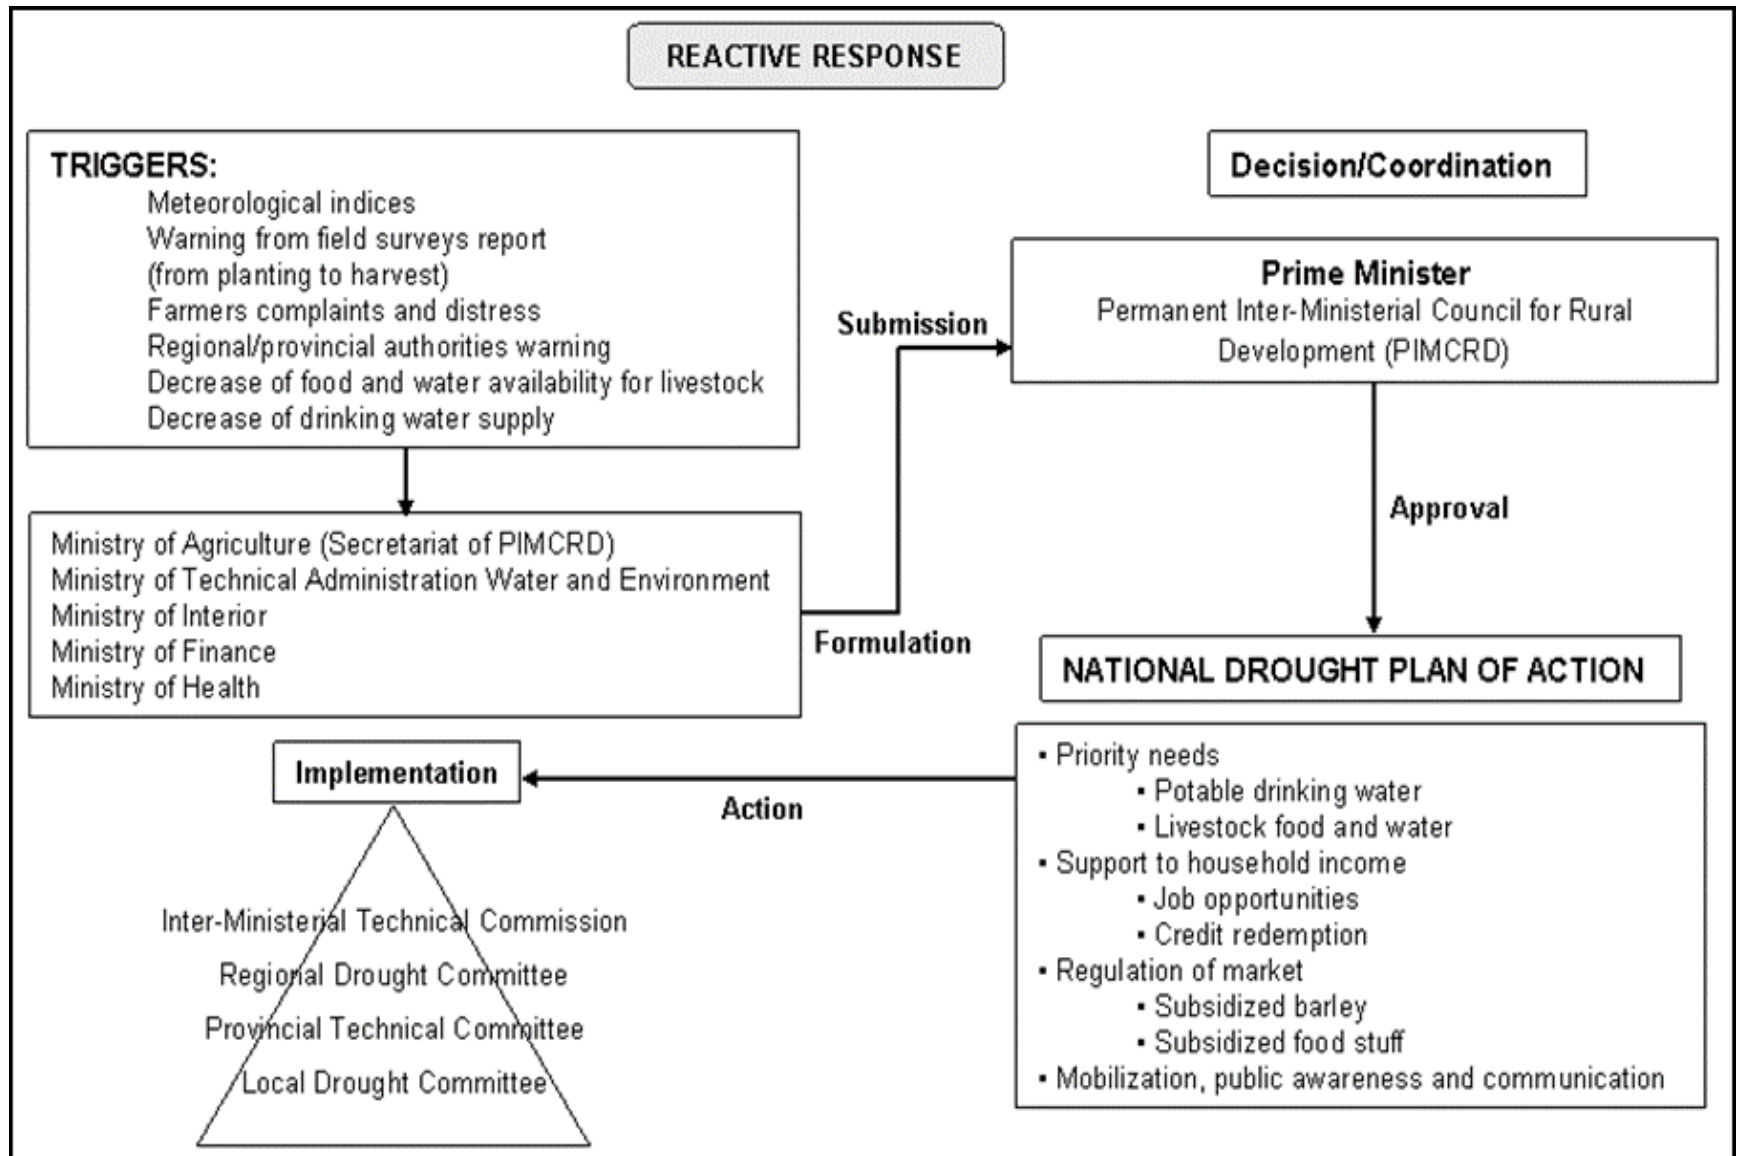 REACTIVE RESPONSE
TRIGGERS:
Meteorological indices
Warning from field surveys report
(from planting to harvest)
Farmers complaints and distress
Regional/provincial authorities warning
Decrease of food and water availability for livestock
Decrease of drinking water supply
Ministry of Agriculture (Secretariat of PIMCRD)
Ministry of Technical Administration Water and Environment
Ministry of Interior
Ministry of Finance
Ministry of Health
Formulation
Submission
Decision/Coordination
Prime Minister
Permanent Inter-Ministerial Council for Rural
Development (PIMCRD)
Approval
NATIONAL DROUGHT PLAN OF ACTION
▪ Priority needs
▪ Potable drinking water
▪ Livestock food and water
▪ Support to household income
▪ Job opportunities
▪ Credit redemption
▪ Regulation of market
▪ Subsidized barley
▪ Subsidized food stuff
▪ Mobilization, public awareness and communication
Action
Implementation
Inter-Ministerial Technical Commission
Regional Drought Committee
Provincial Technical Committee
Local Drought Committee